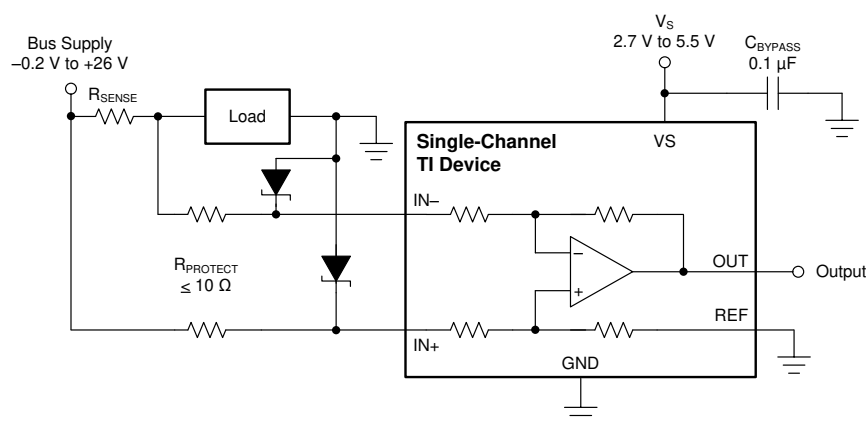 Bus Supply
–0.2 V to +26 V
R_SENSE
Load
V_S
2.7 V to 5.5 V
C_BYPASS
0.1 µF
Single-Channel
TI Device
VS
IN–
R_PROTECT
≤ 10 Ω
–
+
OUT
Output
REF
IN+
GND